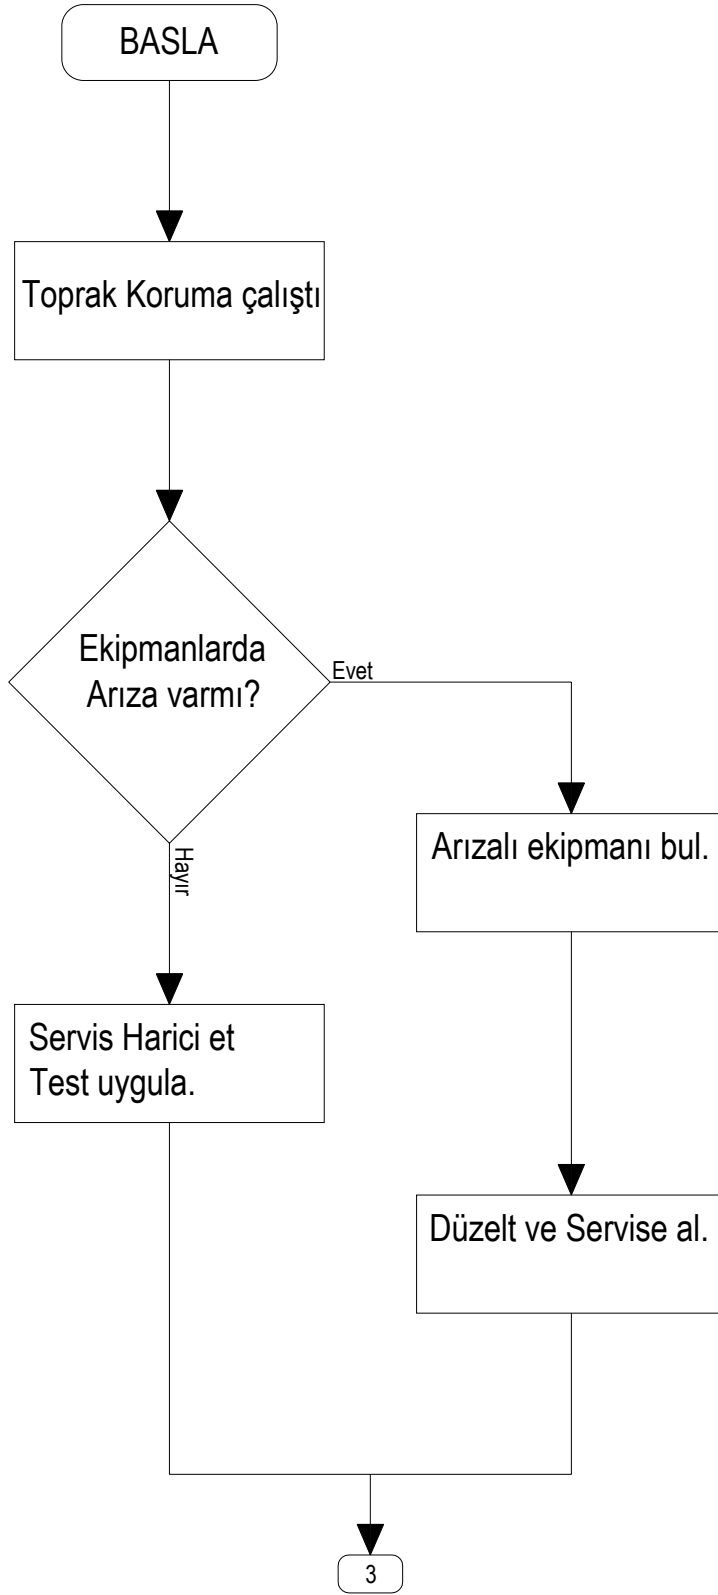 BASLA
Toprak Koruma çalıştı
Ekipmanlarda
Arıza varmı?
Evet
Hayır
Arızalı ekipmanı bul.
Servis Harici et
Test uygula.
Düzelt ve Servise al.
3